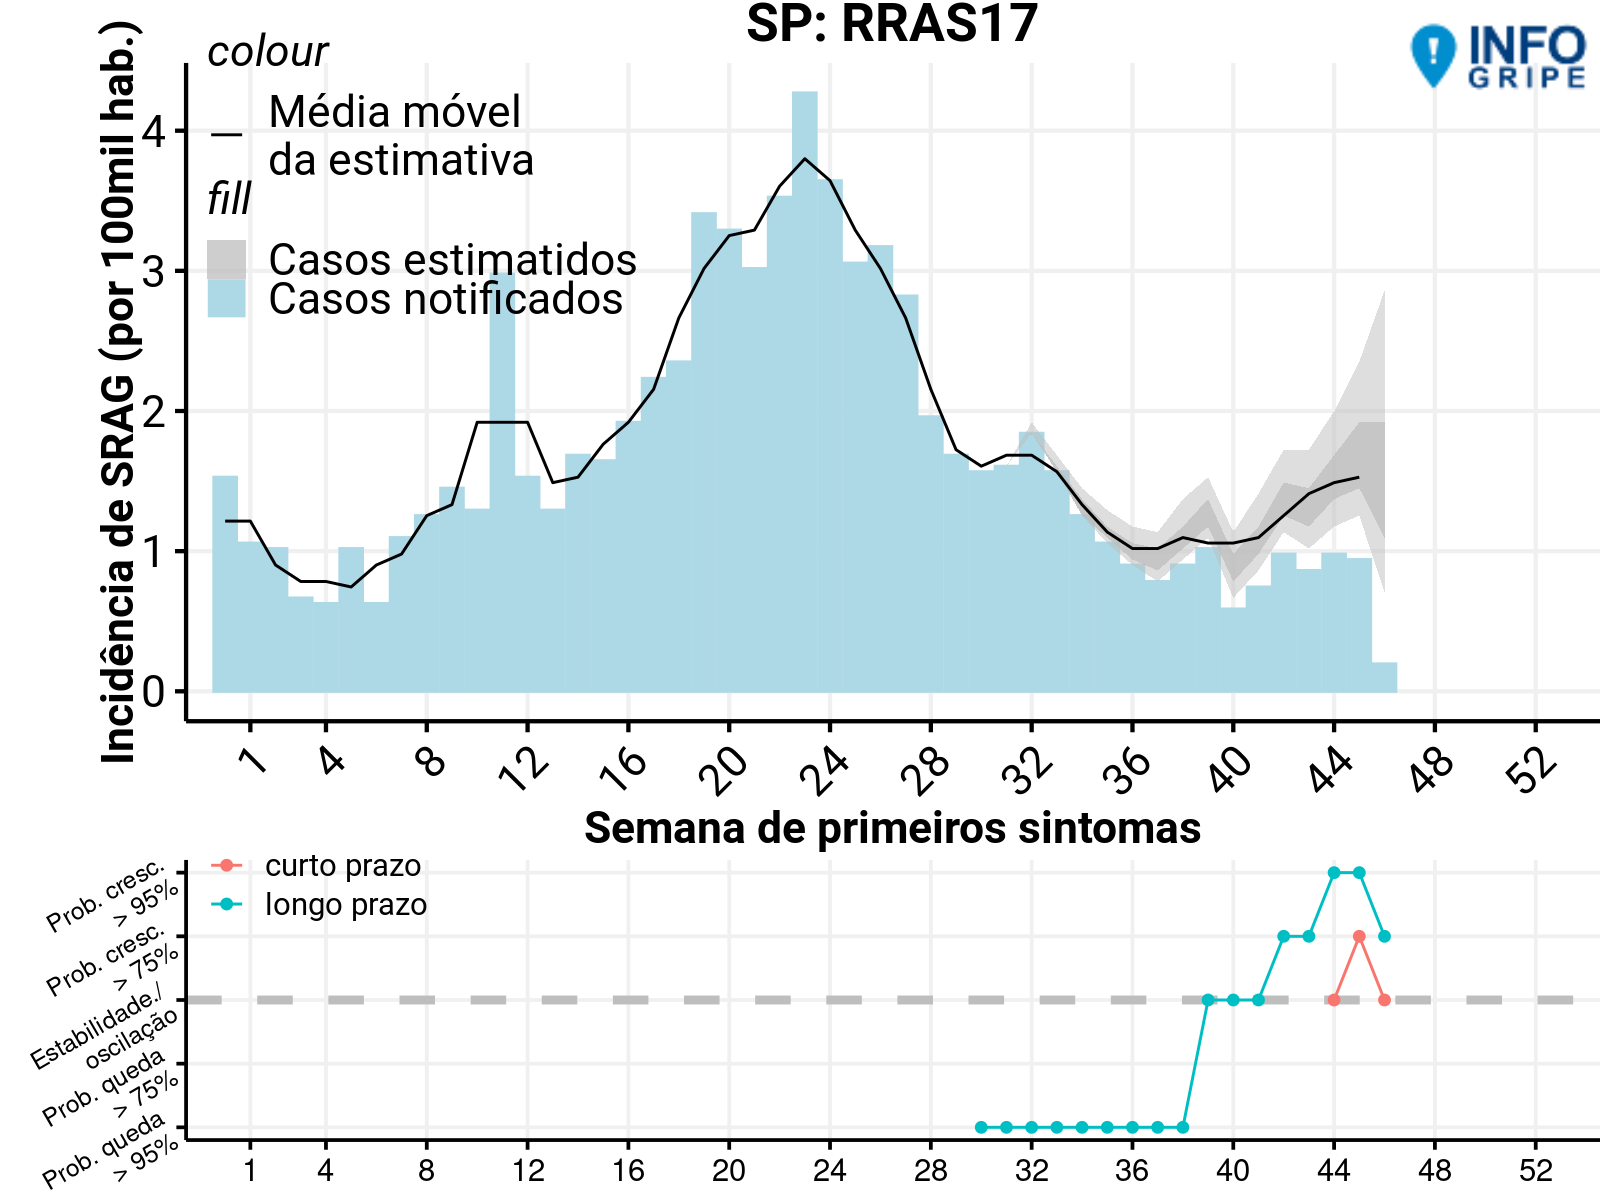 SP: RRAS17
INFO
GRIPE
colour
Média móvel
da estimativa
fill
Casos estimatidos
Casos notificados
Incidência de SRAG (por 100mil hab.)
4
3
2
1
0
1 4 8 12 16 20 24 28 32 36 40 44 48 52
Semana de primeiros sintomas
curto prazo
longo prazo
Prob. cresc.
> 95%
Prob. cresc.
> 75%
Estabilidade./
oscilação
Prob. queda
> 75%
Prob. queda
> 95%
1 4 8 12 16 20 24 28 32 36 40 44 48 52